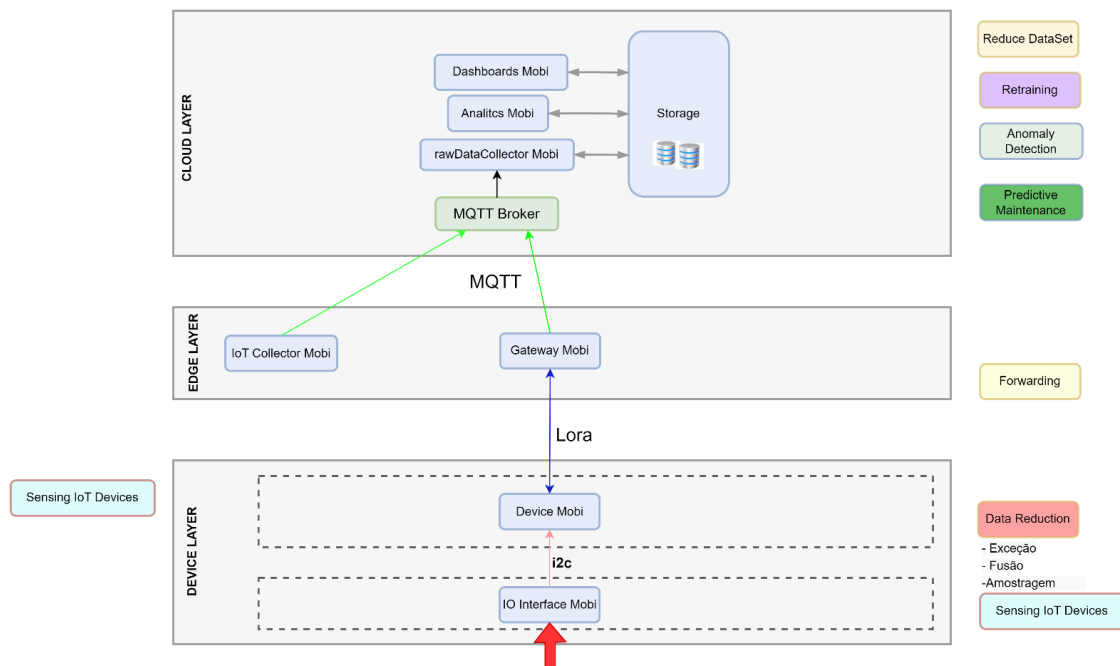 CLOUD LAYER
Dashboards Mobi
Analitcs Mobi
rawDataCollector Mobi
MQTT Broker
Storage
Reduce DataSet
Retraining
Anomaly
Detection
Predictive
Maintenance
MQTT
EDGE LAYER
IoT Collector Mobi
Gateway Mobi
Forwarding
Lora
Sensing IoT Devices
DEVICE LAYER
Device Mobi
i2c
IO Interface Mobi
Data Reduction
- Exceção
- Fusão
-Amostragem
Sensing IoT Devices